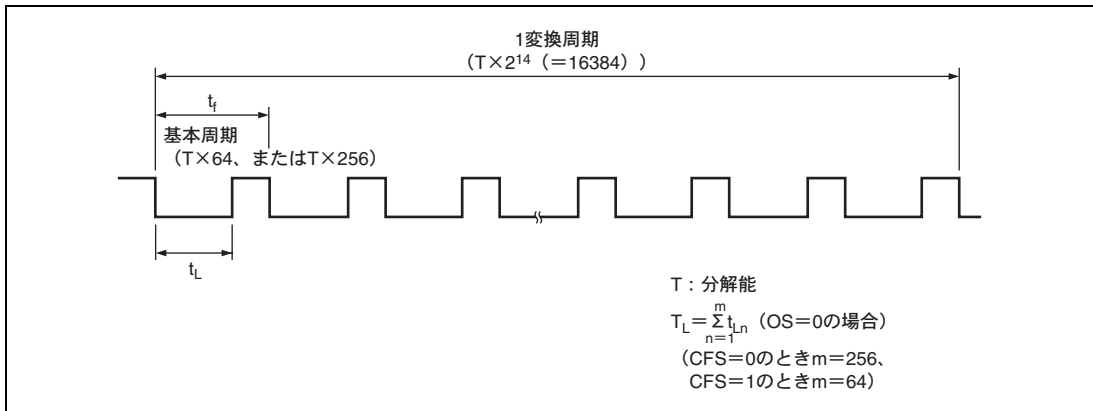 1変換周期
（T×2¹⁴（＝16384））
t_f
基本周期
（T×64、またはT×256）
t_L
T：分解能
m
T_L＝Σt_Ln（OS＝0の場合）
n＝1
（CFS＝0のときm＝256、
CFS＝1のときm＝64）